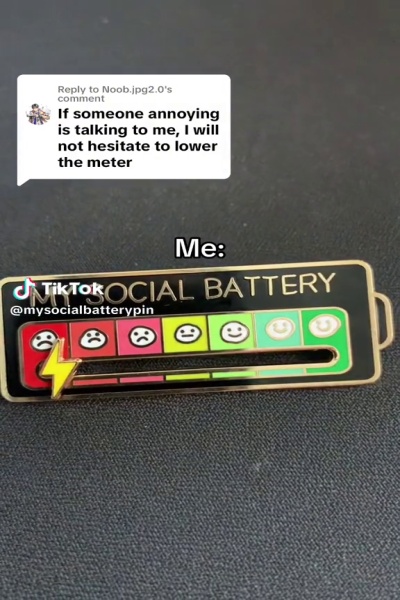 Reply to Noob.jpg2.0's
comment
If someone annoying
is talking to me, I will
not hesitate to lower
the meter
Me:
MY SOCIAL BATTERY
TikTok
@mysocialbatterypin